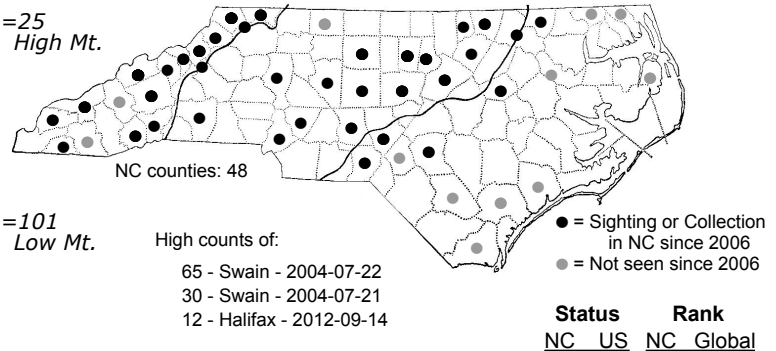 =25
High Mt.
NC counties: 48
=101
Low Mt.
High counts of:
65 - Swain - 2004-07-22
30 - Swain - 2004-07-21
12 - Halifax - 2012-09-14
= Sighting or Collection
in NC since 2006
= Not seen since 2006
Status Rank
NC US NC Global